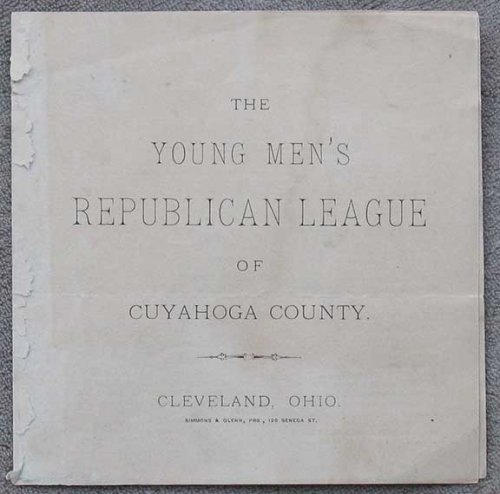 THE
YOUNG MEN'S
REPUBLICAN LEAGUE
OF
CUYAHOGA COUNTY.
CLEVELAND, OHIO.
SIMMONS & GLENN, PRS., 120 SENECA ST.